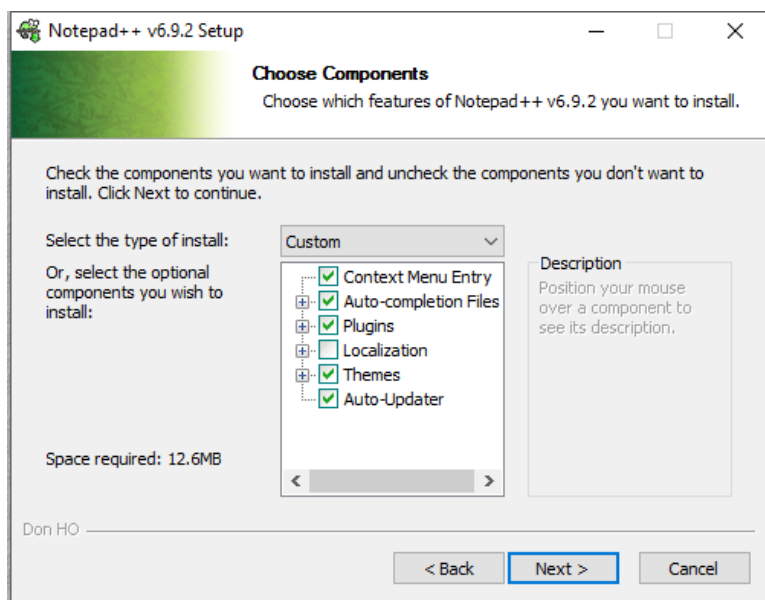 Notepad++ v6.9.2 Setup
Choose Components
Choose which features of Notepad++ v6.9.2 you want to install.
Check the components you want to install and uncheck the components you don't want to
install. Click Next to continue.
Select the type of install:
Custom
Or, select the optional
components you wish to
install:
Context Menu Entry
Auto-completion Files
Plugins
Localization
Themes
Auto-Updater
Description
Position your mouse
over a component to
see its description.
Space required: 12.6MB
Don HO
< Back
Next >
Cancel